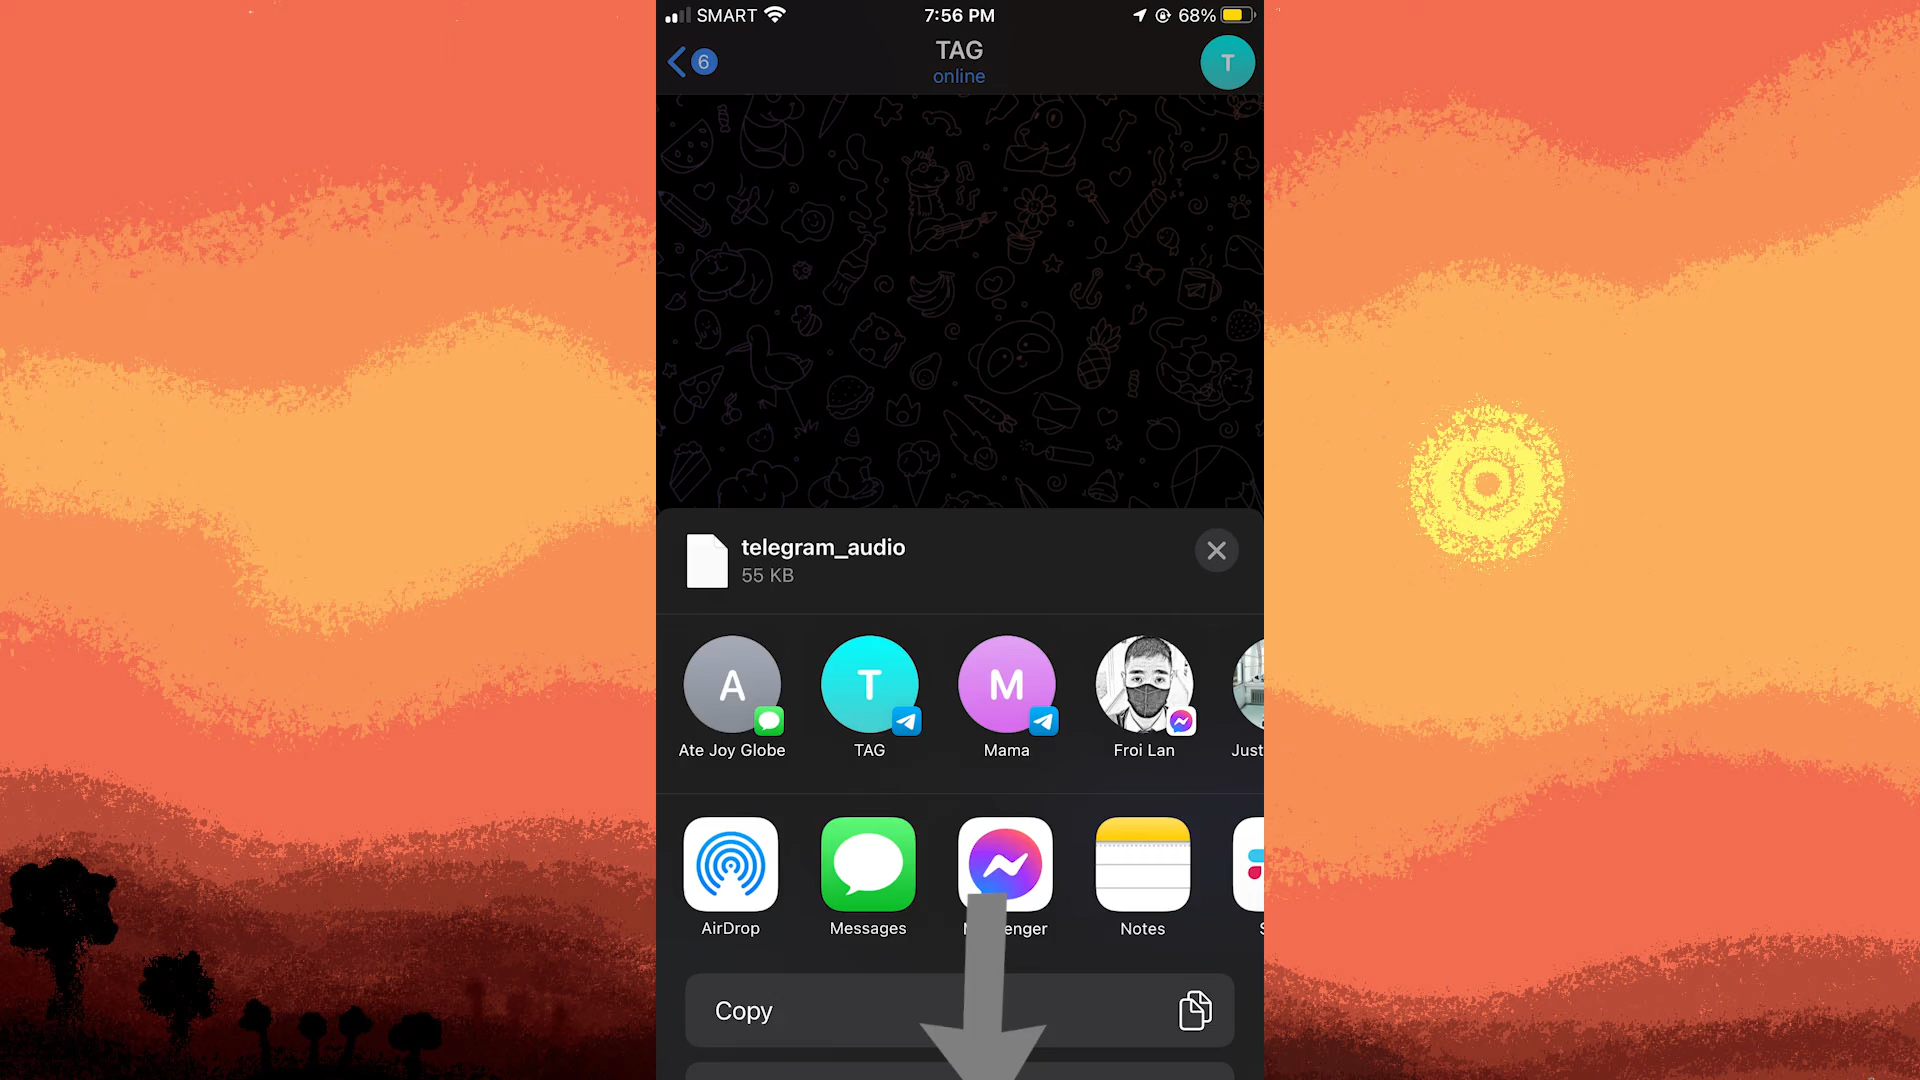 SMART 7:56 PM 68%
6 TAG T
online
telegram_audio
55 KB
A T M
Ate Joy Globe TAG Mama Froi Lan Just
AirDrop Messages Notes
Copy